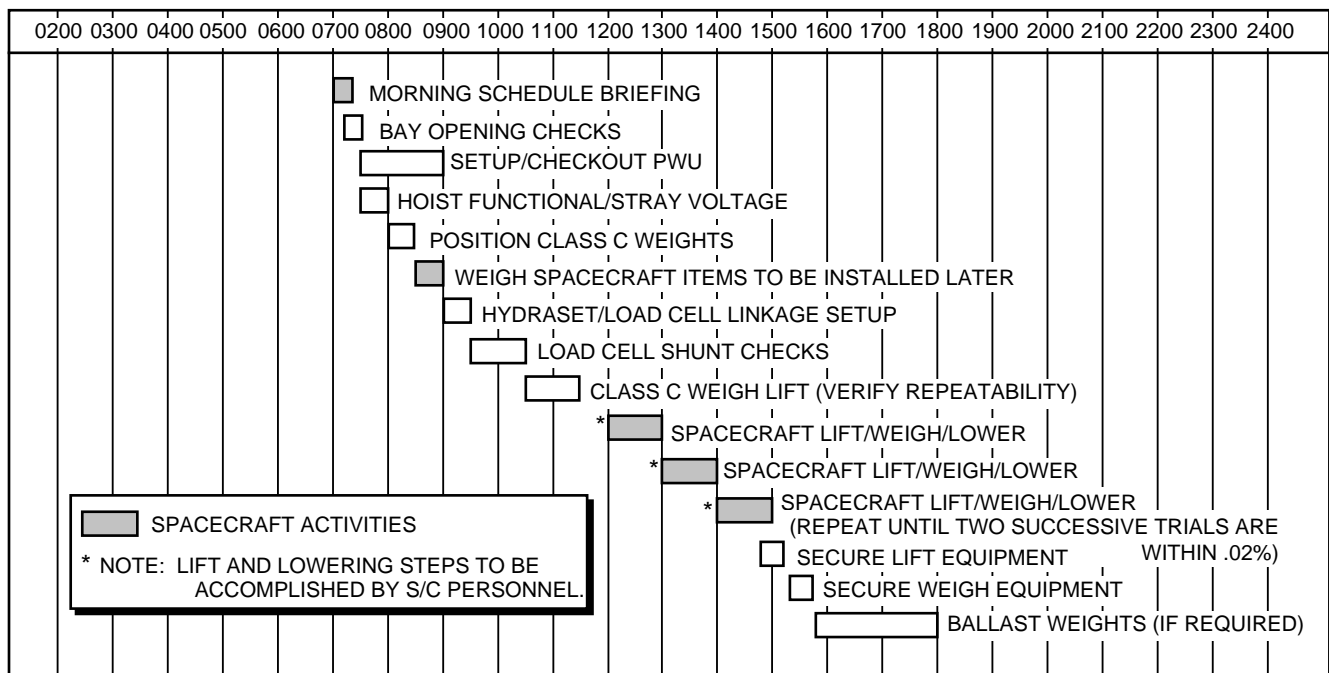 0200 0300 0400 0500 0600 0700 0800 0900 1000 1100 1200 1300 1400 1500 1600 1700 1800 1900 2000 2100 2200 2300 2400
MORNING SCHEDULE BRIEFING
BAY OPENING CHECKS
SETUP/CHECKOUT PWU
HOIST FUNCTIONAL/STRAY VOLTAGE
POSITION CLASS C WEIGHTS
WEIGH SPACECRAFT ITEMS TO BE INSTALLED LATER
HYDRASET/LOAD CELL LINKAGE SETUP
LOAD CELL SHUNT CHECKS
CLASS C WEIGH LIFT (VERIFY REPEATABILITY)
* SPACECRAFT LIFT/WEIGH/LOWER
* SPACECRAFT LIFT/WEIGH/LOWER
* SPACECRAFT LIFT/WEIGH/LOWER
(REPEAT UNTIL TWO SUCCESSIVE TRIALS ARE
WITHIN .02%)
SECURE LIFT EQUIPMENT
SECURE WEIGH EQUIPMENT
BALLAST WEIGHTS (IF REQUIRED)
SPACECRAFT ACTIVITIES
* NOTE: LIFT AND LOWERING STEPS TO BE
ACCOMPLISHED BY S/C PERSONNEL.